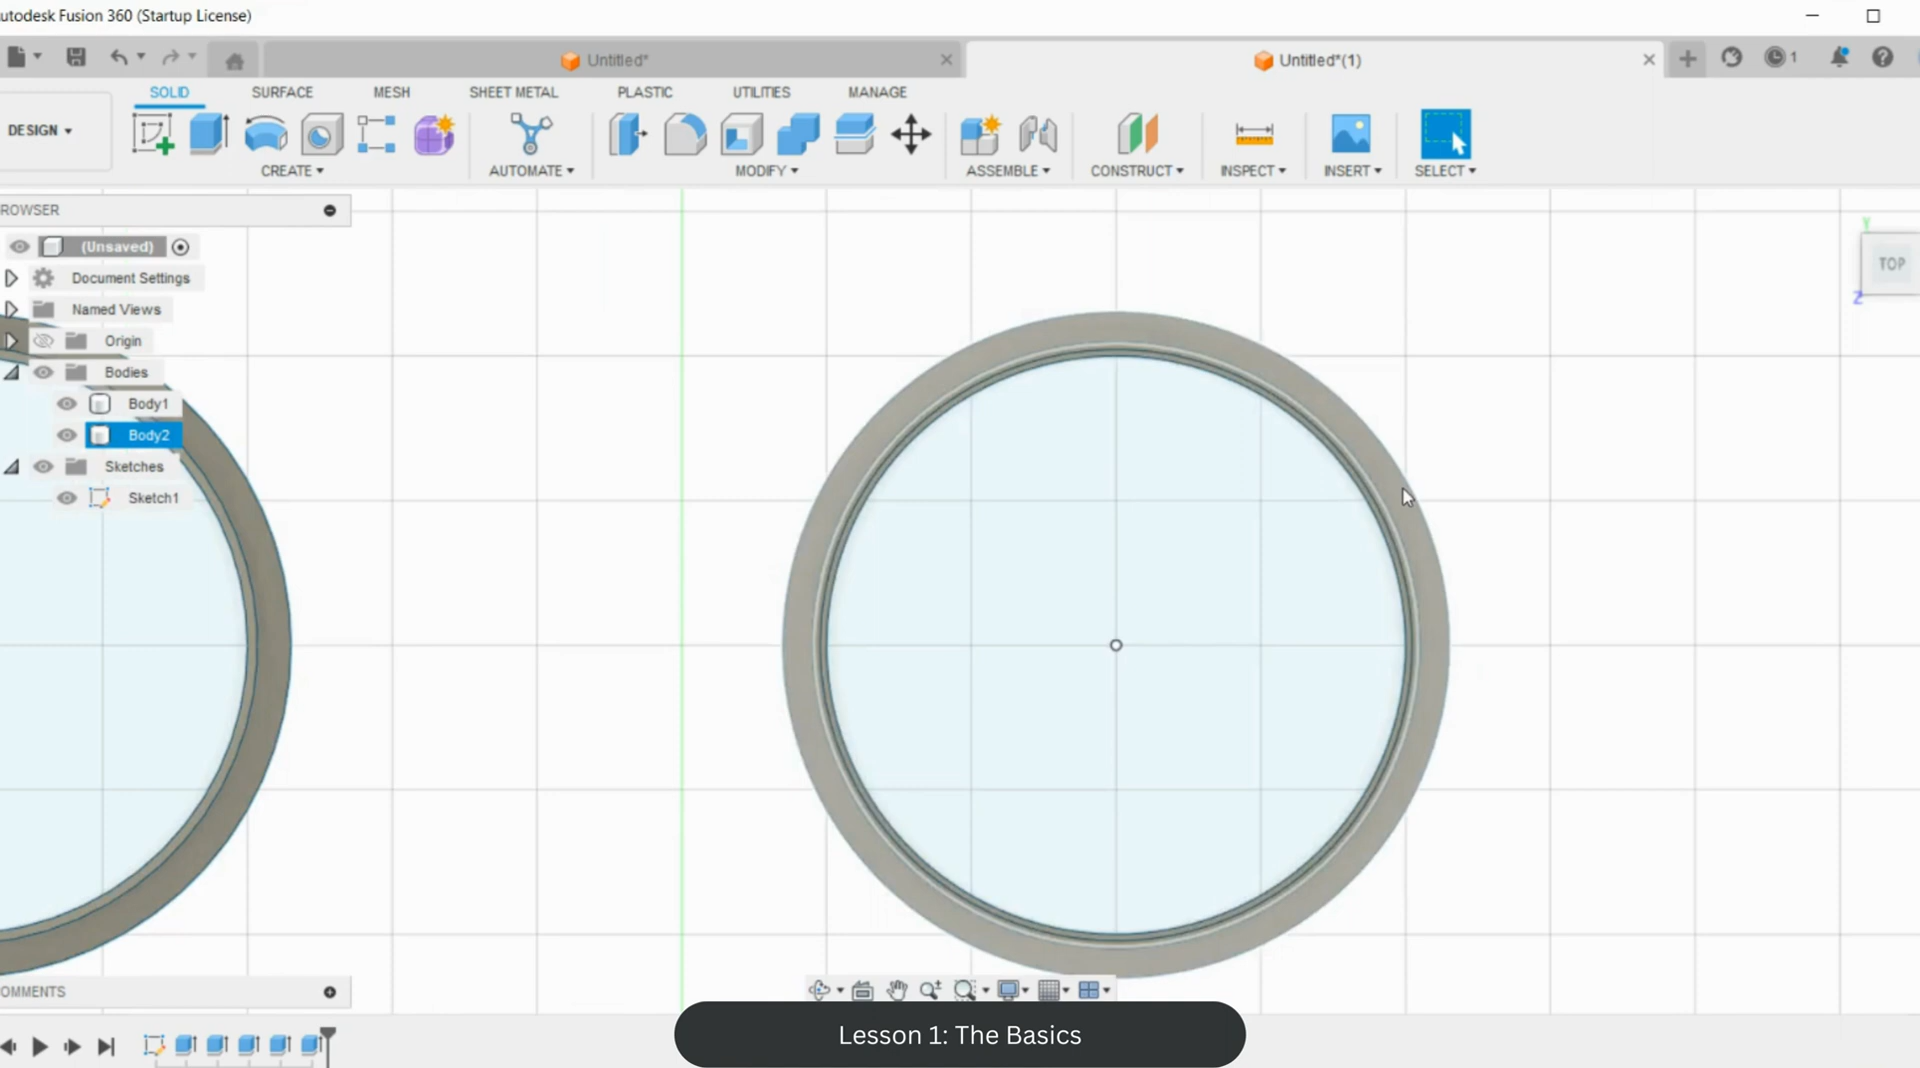 utodesk Fusion 360 (Startup License)
Untitled*
Untitled*(1)
1
DESIGN
SOLID
SURFACE
MESH
SHEET METAL
PLASTIC
UTILITIES
MANAGE
CREATE
AUTOMATE
MODIFY
ASSEMBLE
CONSTRUCT
INSPECT
INSERT
SELECT
ROWSER
(Unsaved)
Document Settings
Named Views
Origin
Bodies
Body1
Body2
Sketches
Sketch1
Y
TOP
Z
OMMENTS
Lesson 1: The Basics